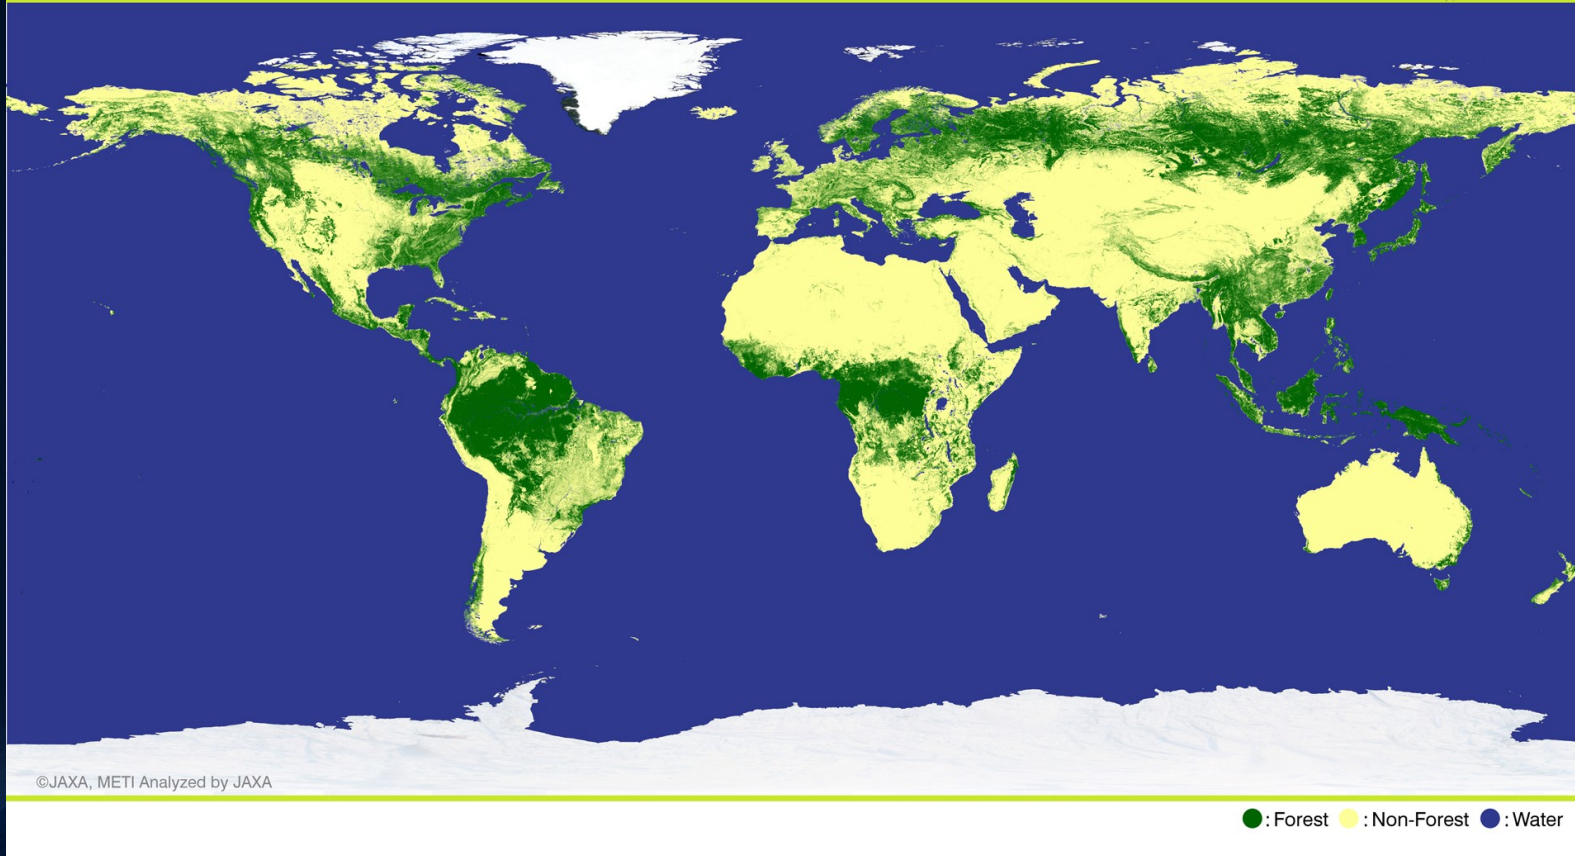 ©JAXA, METI Analyzed by JAXA
: Forest : Non-Forest : Water